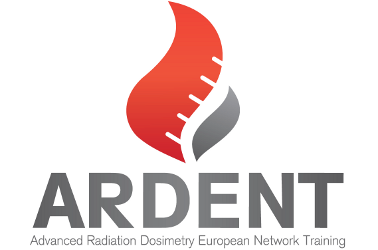 ARDENT
Advanced Radiation Dosimetry European Network Training